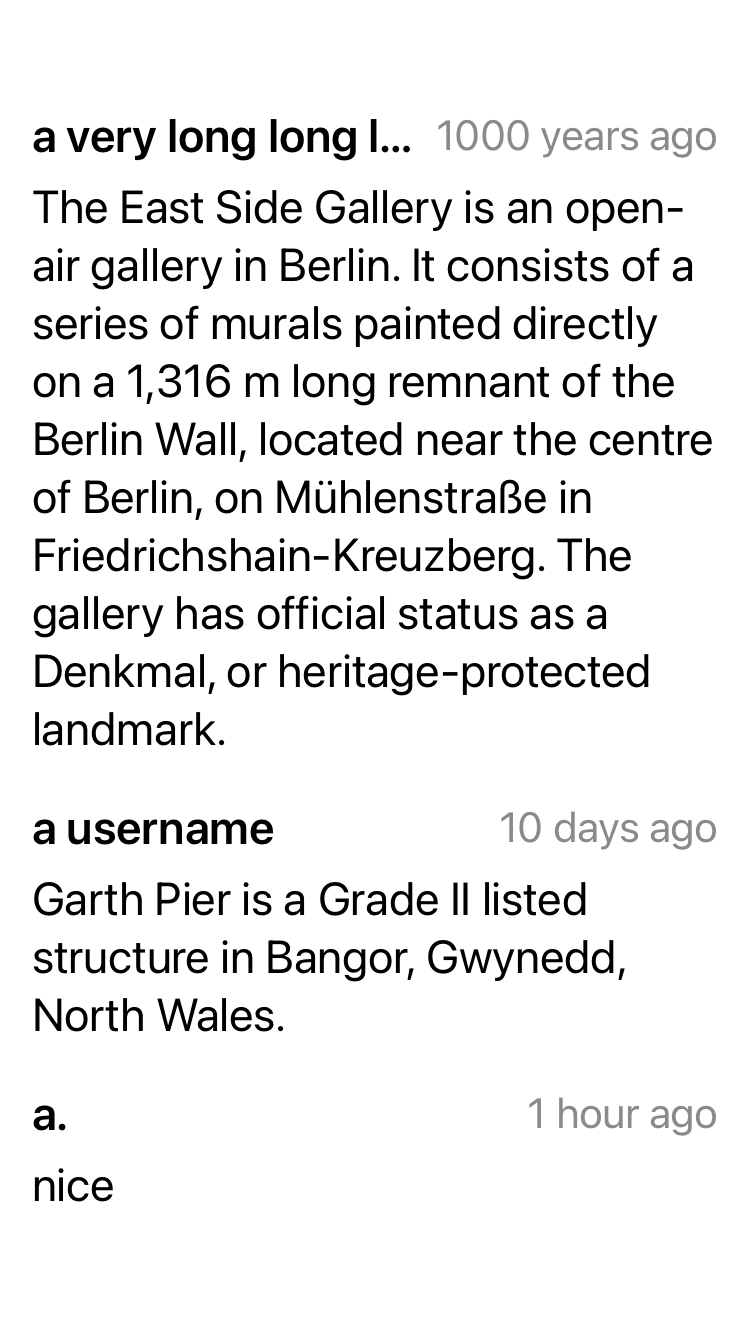 a very long long l... 1000 years ago
The East Side Gallery is an open-
air gallery in Berlin. It consists of a
series of murals painted directly
on a 1,316 m long remnant of the
Berlin Wall, located near the centre
of Berlin, on Mühlenstraße in
Friedrichshain-Kreuzberg. The
gallery has official status as a
Denkmal, or heritage-protected
landmark.
a username 10 days ago
Garth Pier is a Grade II listed
structure in Bangor, Gwynedd,
North Wales.
a. 1 hour ago
nice